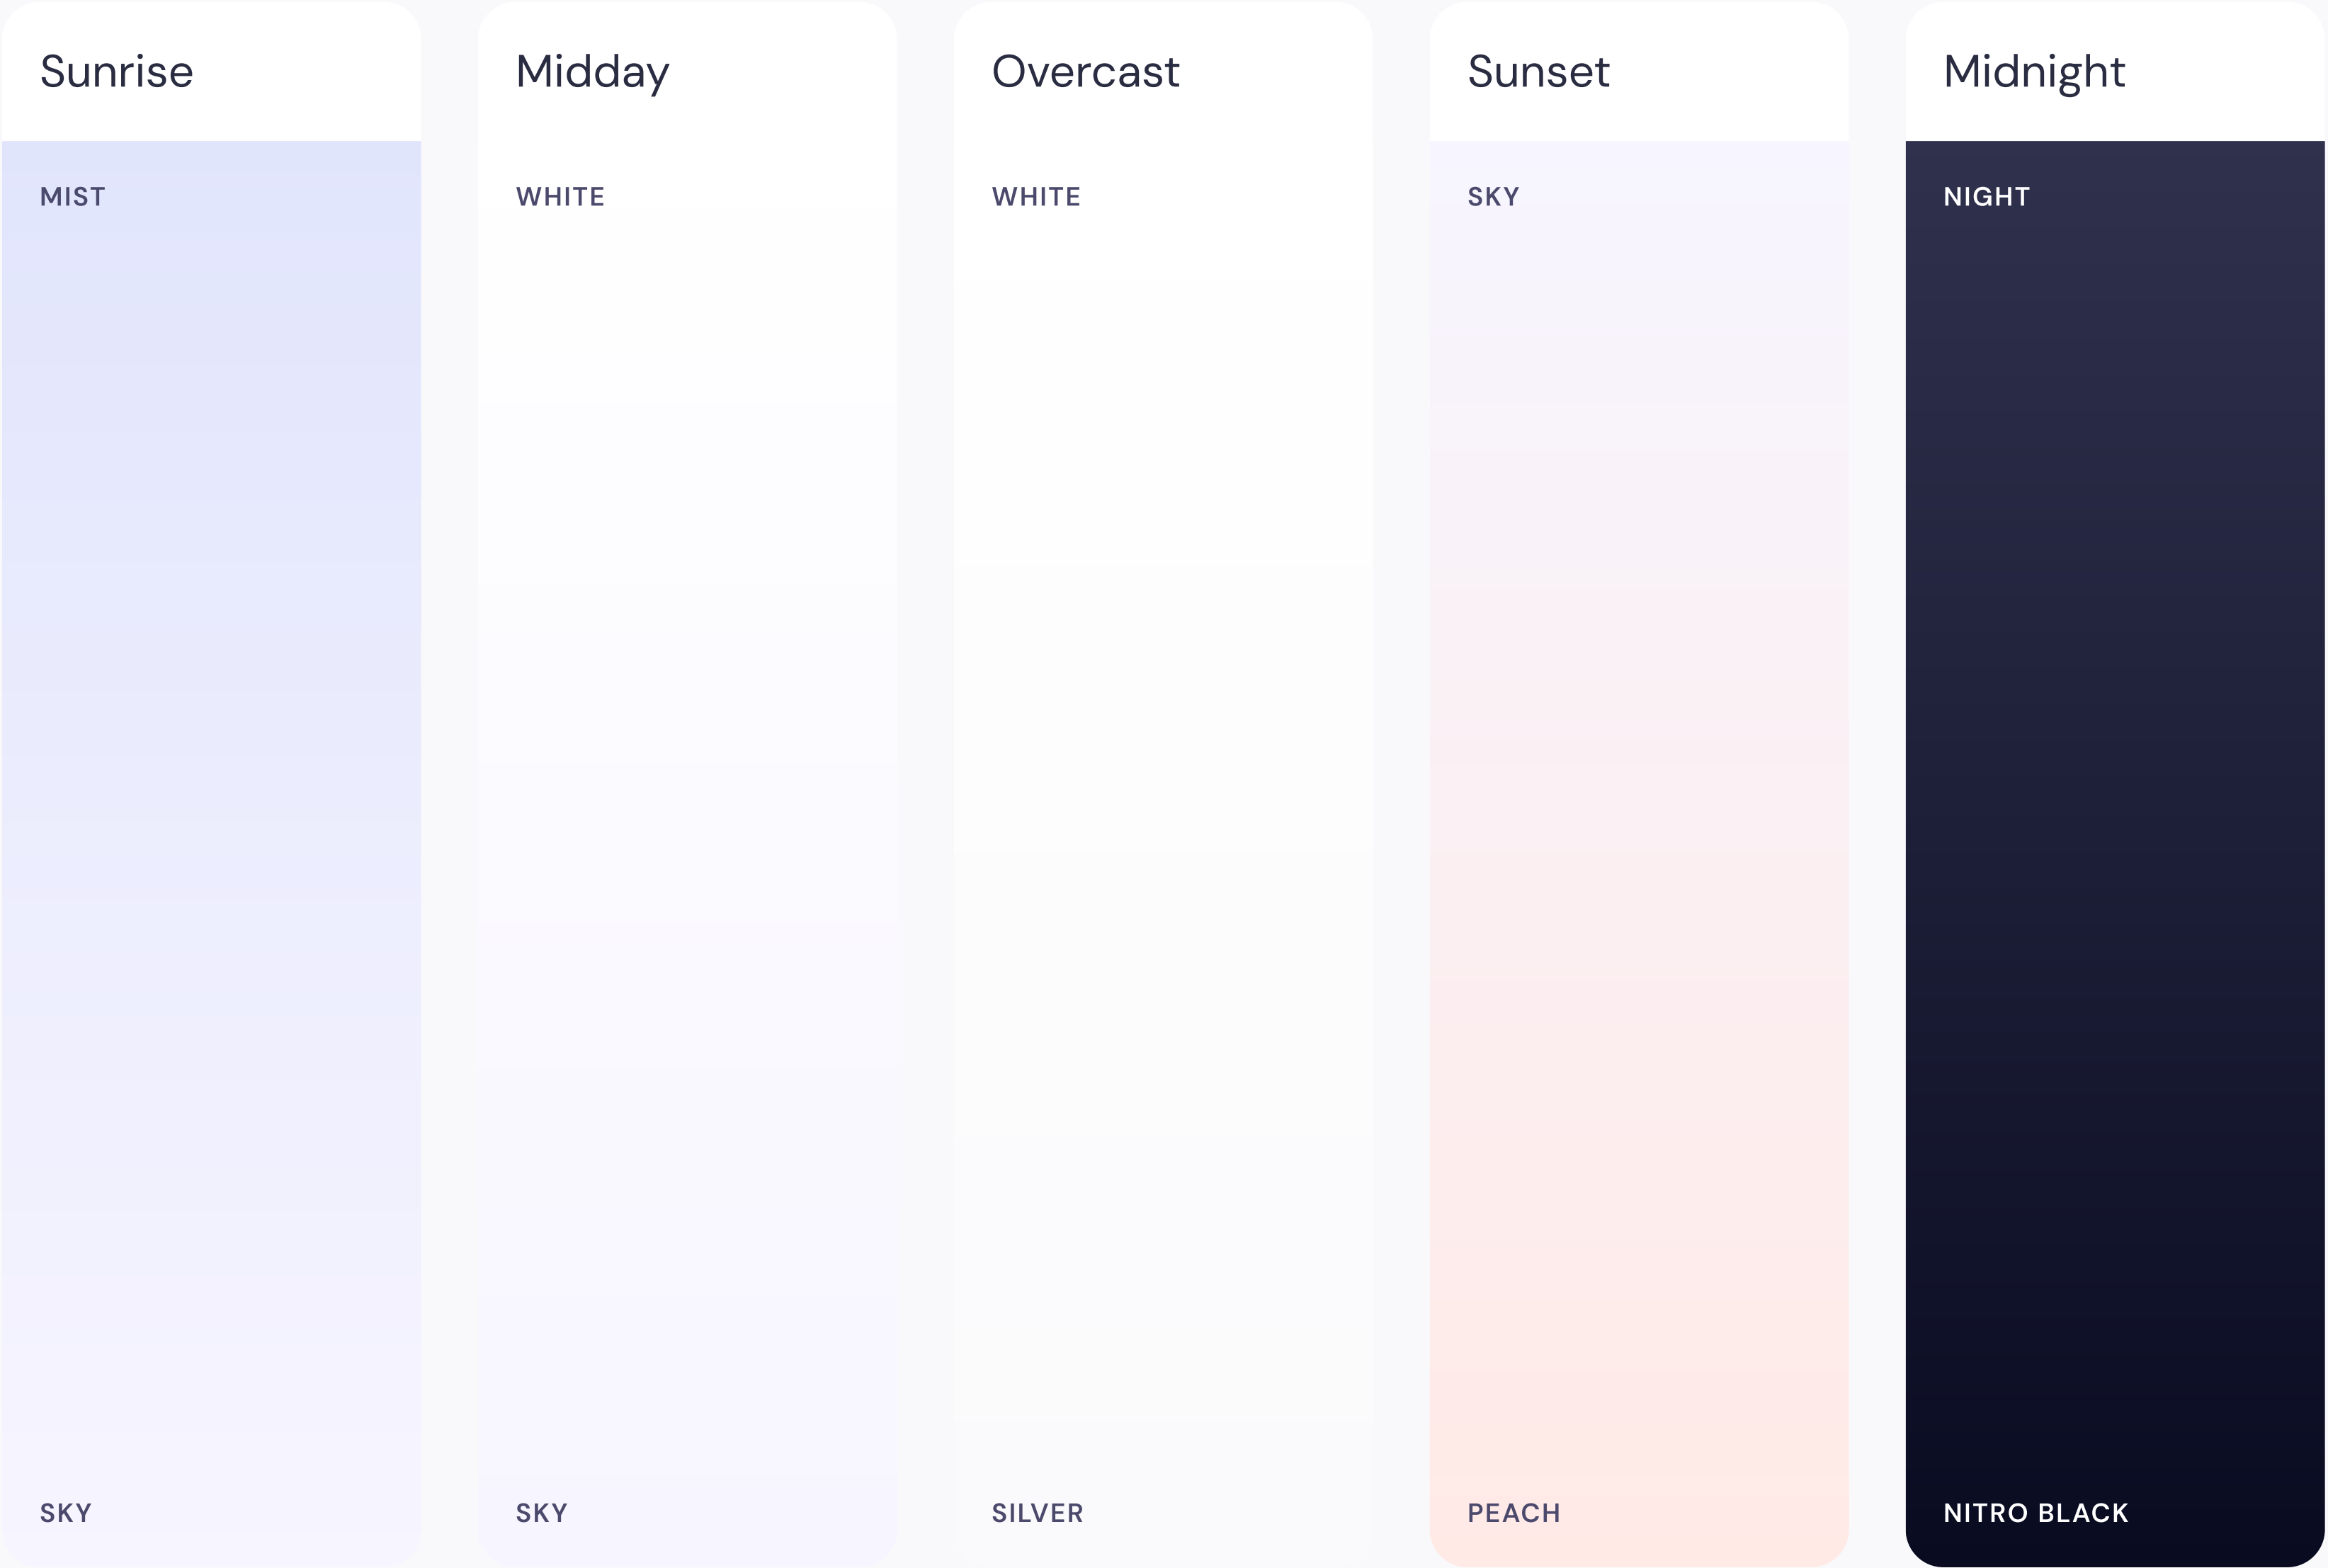 Sunrise
MIST
SKY
Midday
WHITE
SKY
Overcast
WHITE
SILVER
Sunset
SKY
PEACH
Midnight
NIGHT
NITRO BLACK